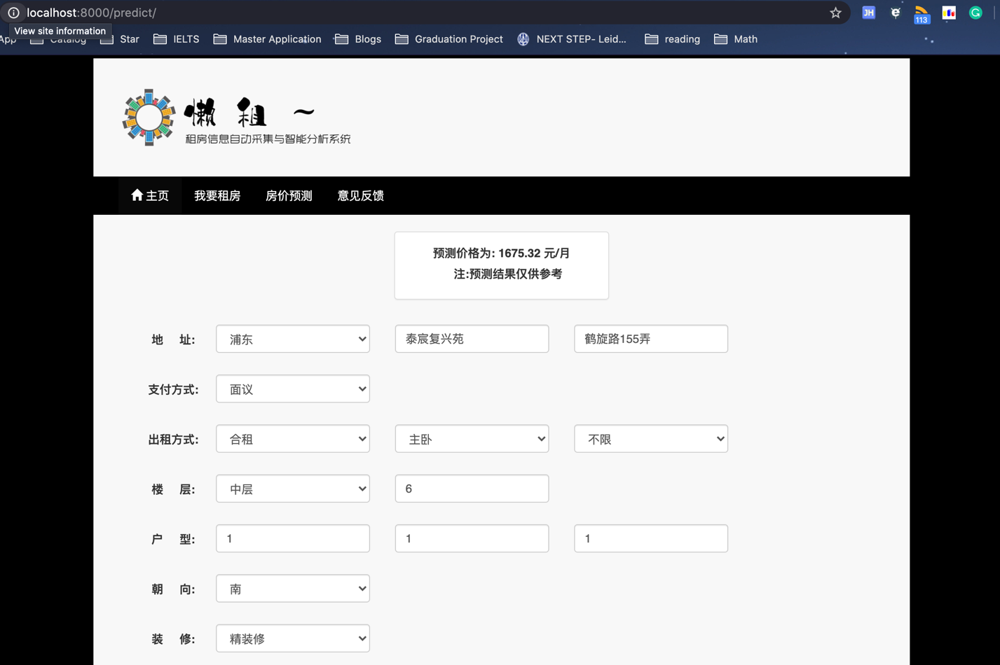 localhost:8000/predict/
JH
113
View site information
App Catalog Star IELTS Master Application Blogs Graduation Project NEXT STEP- Leid... reading Math
懒 租 ~
租房信息自动采集与智能分析系统
主页 我要租房 房价预测 意见反馈
预测价格为: 1675.32 元/月
注:预测结果仅供参考
地 址: 浦东 泰宸复兴苑 鹤旋路155弄
支付方式: 面议
出租方式: 合租 主卧 不限
楼 层: 中层 6
户 型: 1 1 1
朝 向: 南
装 修: 精装修